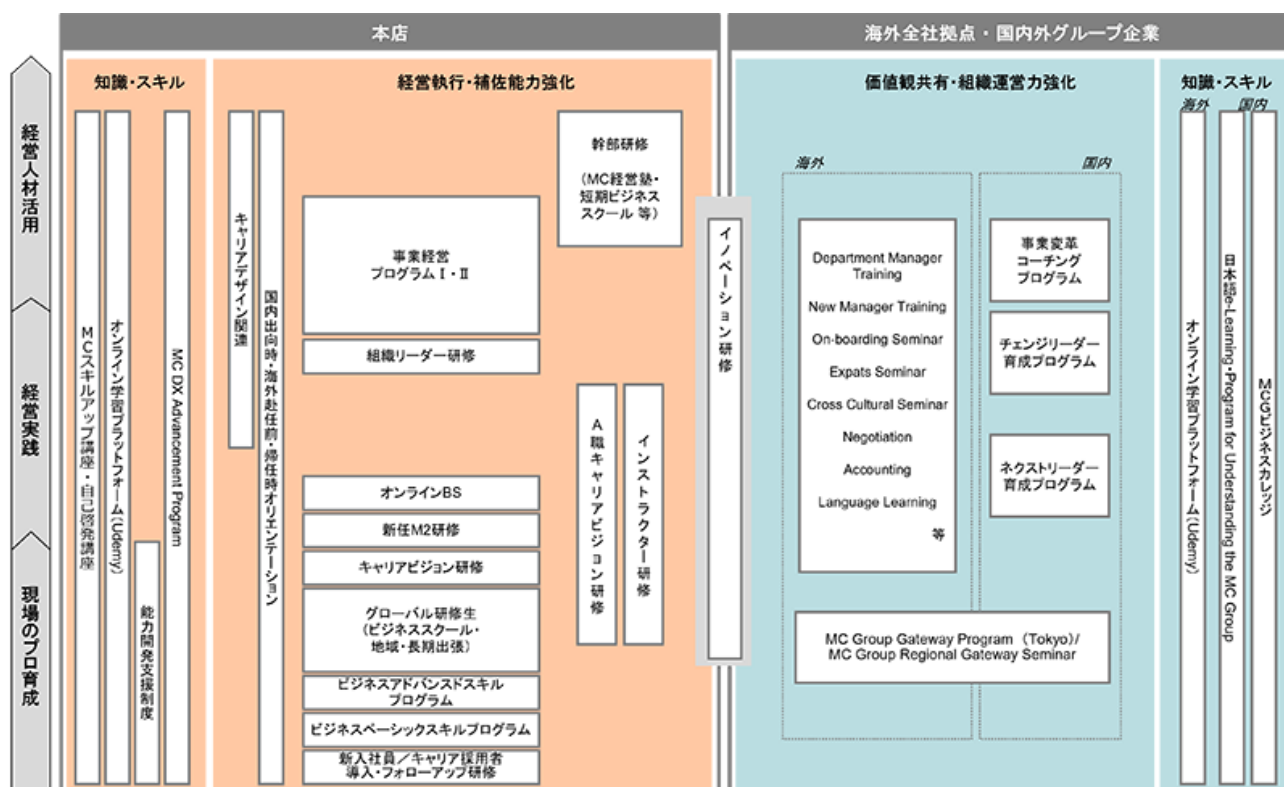 本店
海外全社拠点・国内外グループ企業
経営人材活用
経営実践
現場のプロ育成
知識・スキル
MCスキルアップ講座・自己啓発講座
オンライン学習プラットフォーム(Udemy)
能力開発支援制度
MC DX Advancement Program
経営執行・補佐能力強化
キャリアデザイン関連
国内出向時・海外赴任前・帰任時オリエンテーション
事業経営
プログラムⅠ・Ⅱ
組織リーダー研修
オンラインBS
新任M2研修
キャリアビジョン研修
グローバル研修生
(ビジネススクール・
地域・長期出張)
ビジネスアドバンスドスキル
プログラム
ビジネスベーシックスキルプログラム
新入社員/キャリア採用者
導入・フォローアップ研修
幹部研修
(MC経営塾・
短期ビジネス
スクール 等)
A職キャリアビジョン研修
インストラクター研修
イノベーション研修
価値観共有・組織運営力強化
海外
国内
Department Manager
Training
New Manager Training
On-boarding Seminar
Expats Seminar
Cross Cultural Seminar
Negotiation
Accounting
Language Learning
等
事業変革
コーチング
プログラム
チェンジリーダー
育成プログラム
ネクストリーダー
育成プログラム
MC Group Gateway Program (Tokyo)/
MC Group Regional Gateway Seminar
知識・スキル
海外
国内
オンライン学習プラットフォーム(Udemy)
日本語e-Learning・Program for Understanding the MC Group
MCGビジネスカレッジ